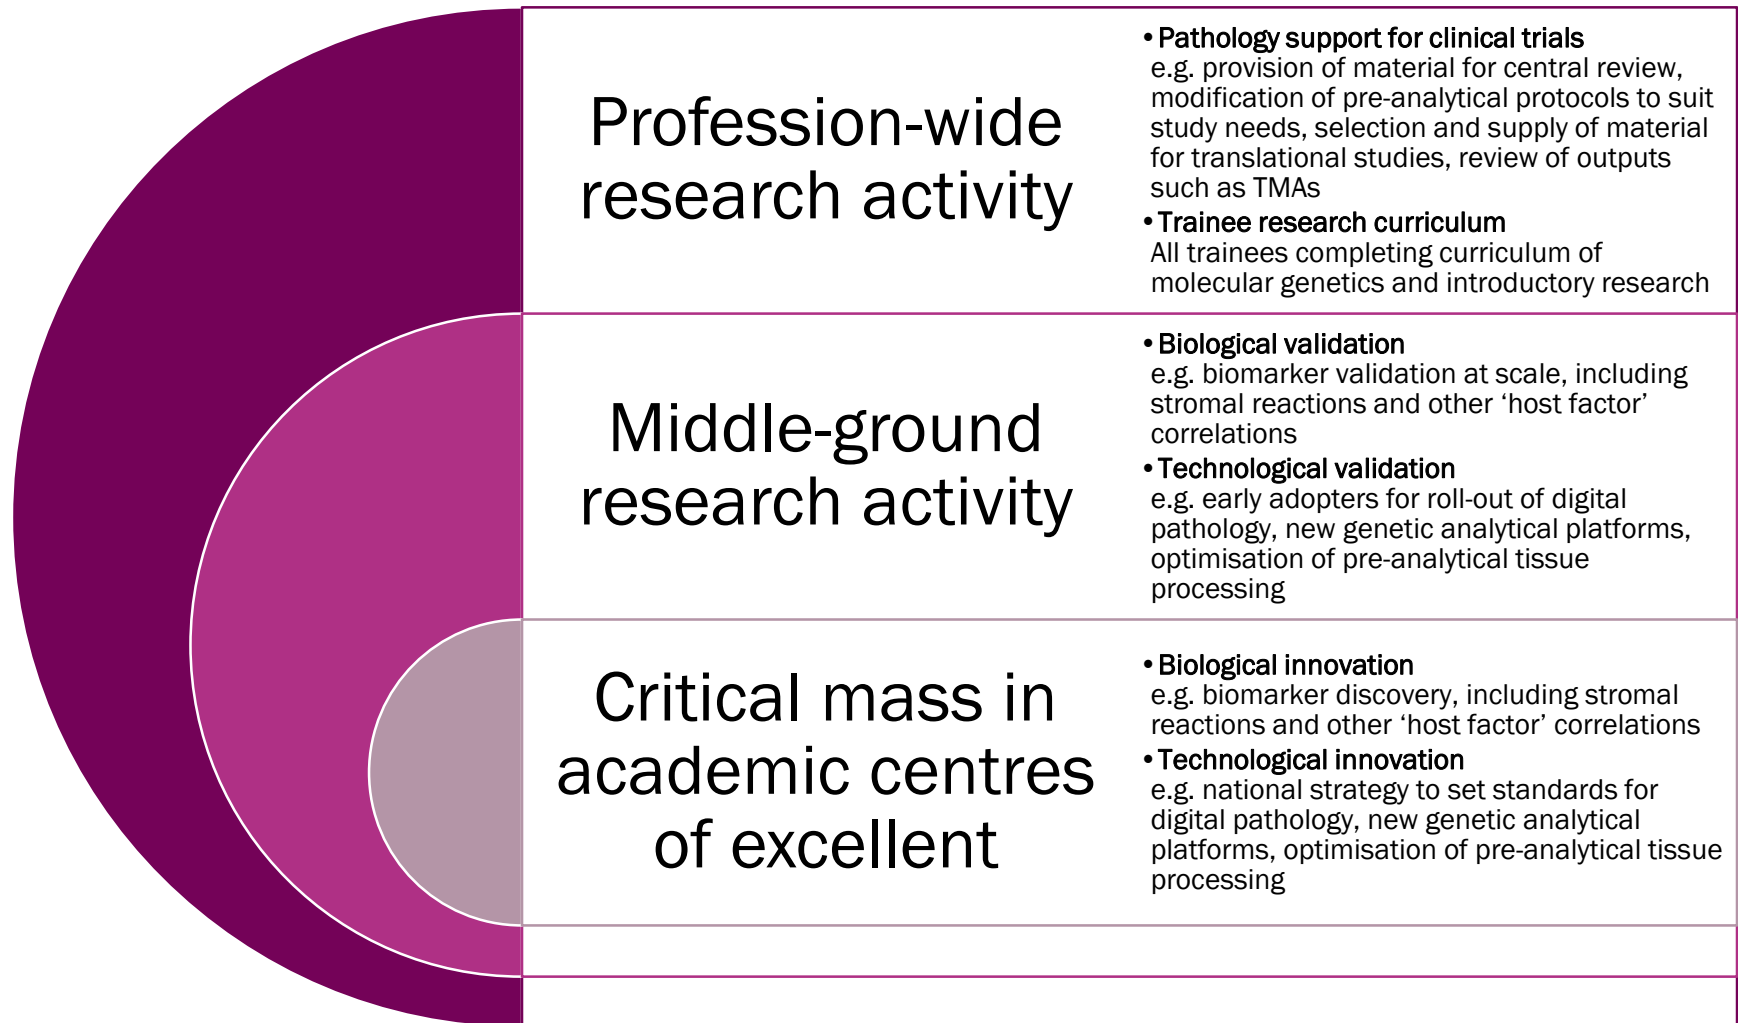 Profession-wide
research activity
•Pathology support for clinical trials
e.g. provision of material for central review,
modification of pre-analytical protocols to suit
study needs, selection and supply of material
for translational studies, review of outputs
such as TMAs
•Trainee research curriculum
All trainees completing curriculum of
molecular genetics and introductory research
Middle-ground
research activity
•Biological validation
e.g. biomarker validation at scale, including
stromal reactions and other ‘host factor’
correlations
•Technological validation
e.g. early adopters for roll-out of digital
pathology, new genetic analytical platforms,
optimisation of pre-analytical tissue
processing
Critical mass in
academic centres
of excellent
•Biological innovation
e.g. biomarker discovery, including stromal
reactions and other ‘host factor’ correlations
•Technological innovation
e.g. national strategy to set standards for
digital pathology, new genetic analytical
platforms, optimisation of pre-analytical tissue
processing